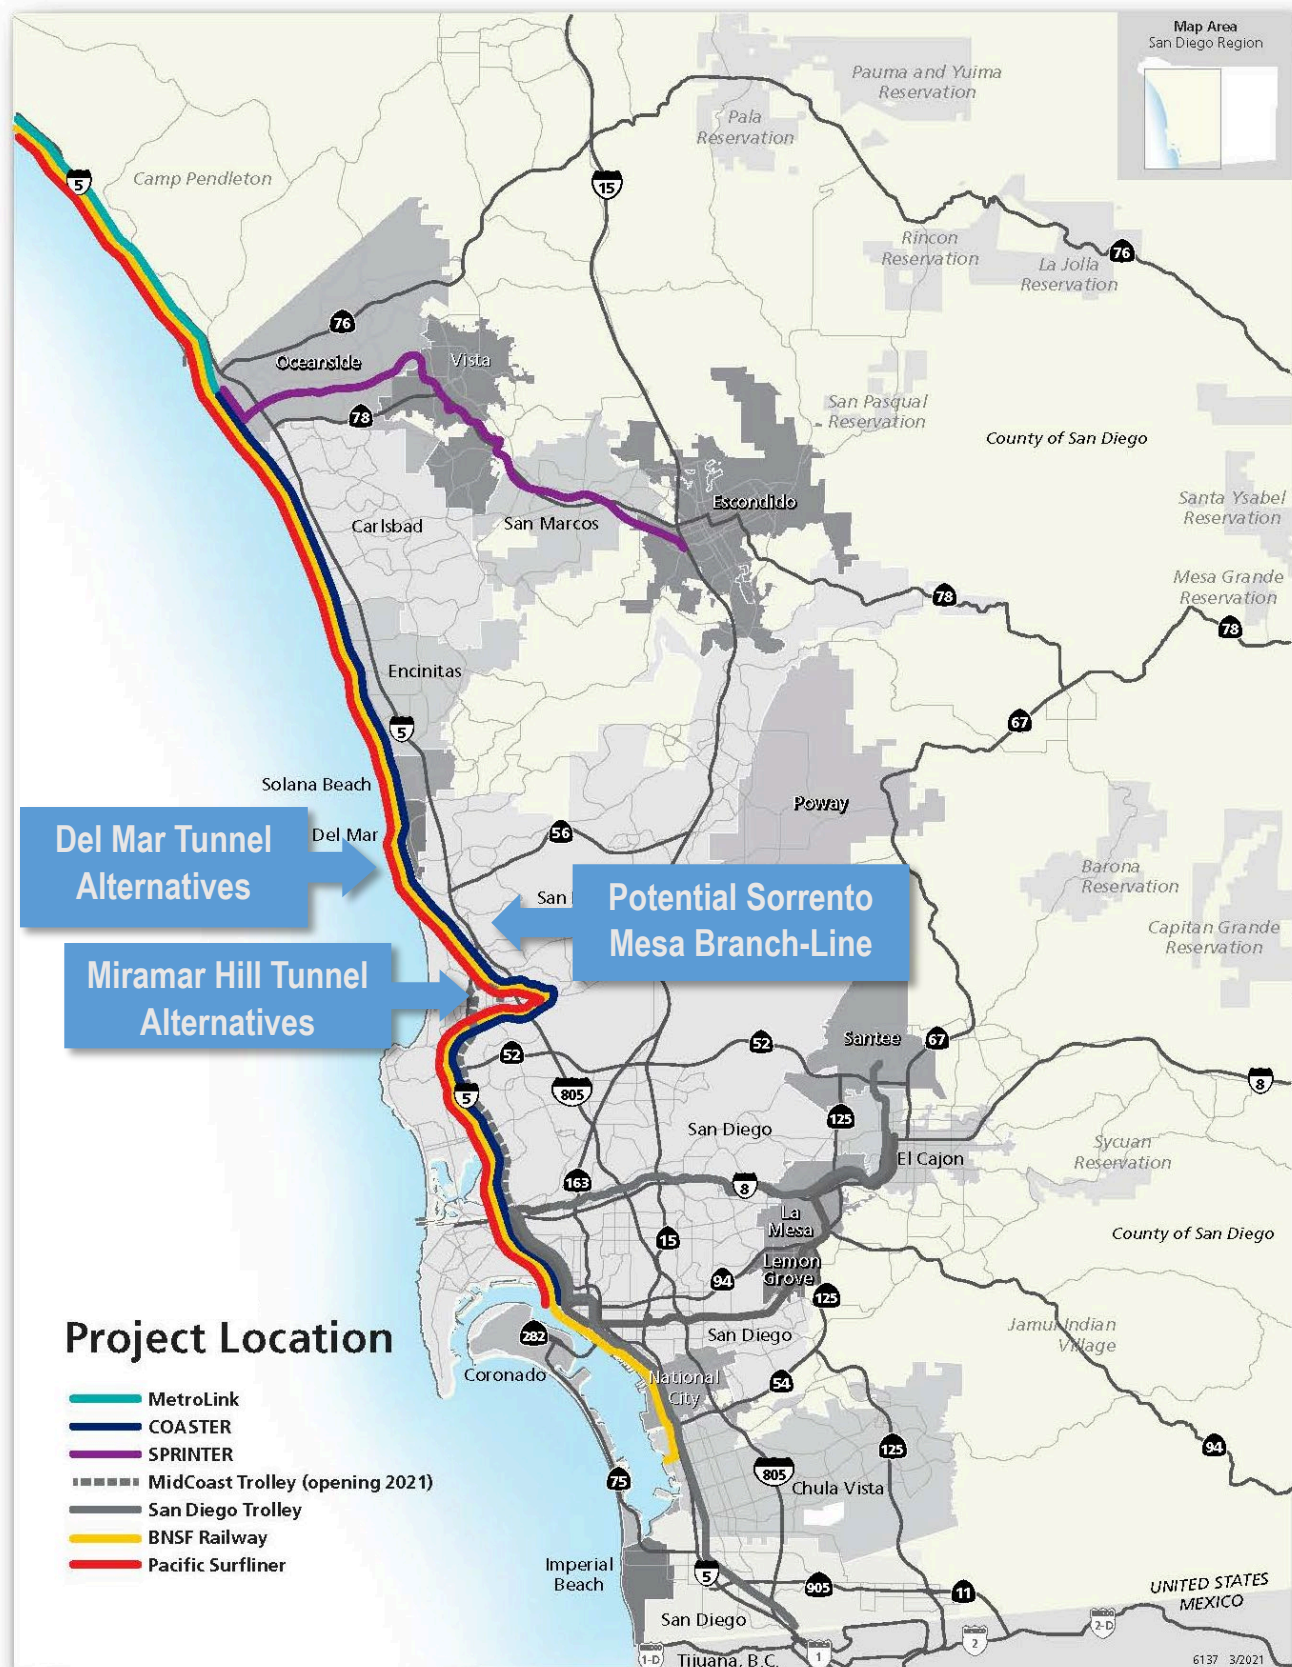 Map Area
San Diego Region
Pauma and Yuima
Reservation
Pala
Reservation
Camp Pendleton
5
15
Rincon
Reservation
La Jolla
Reservation
76
76
Oceanside
Vista
78
San Pasqual
Reservation
County of San Diego
Escondido
Carlsbad
San Marcos
Santa Ysabel
Reservation
Mesa Grande
Reservation
78
78
Encinitas
67
5
Solana Beach
Poway
Del Mar
56
Del Mar Tunnel
Alternatives
San
Potential Sorrento
Mesa Branch-Line
Barona
Reservation
Capitan Grande
Reservation
Miramar Hill Tunnel
Alternatives
52
52
Santee
67
8
5
805
125
San Diego
El Cajon
Sycuan
Reservation
163
8
La
Mesa
15
County of San Diego
94
Lemon
Grove
125
Project Location
282
San Diego
Jamul Indian
Village
Coronado
National
City
54
MetroLink
COASTER
SPRINTER
MidCoast Trolley (opening 2021)
San Diego Trolley
BNSF Railway
Pacific Surfliner
125
94
75
805
Chula Vista
Imperial
Beach
5
905
11
UNITED STATES
MEXICO
San Diego
2-D
2
1
1-D
Tijuana, B.C.
6137 3/2021